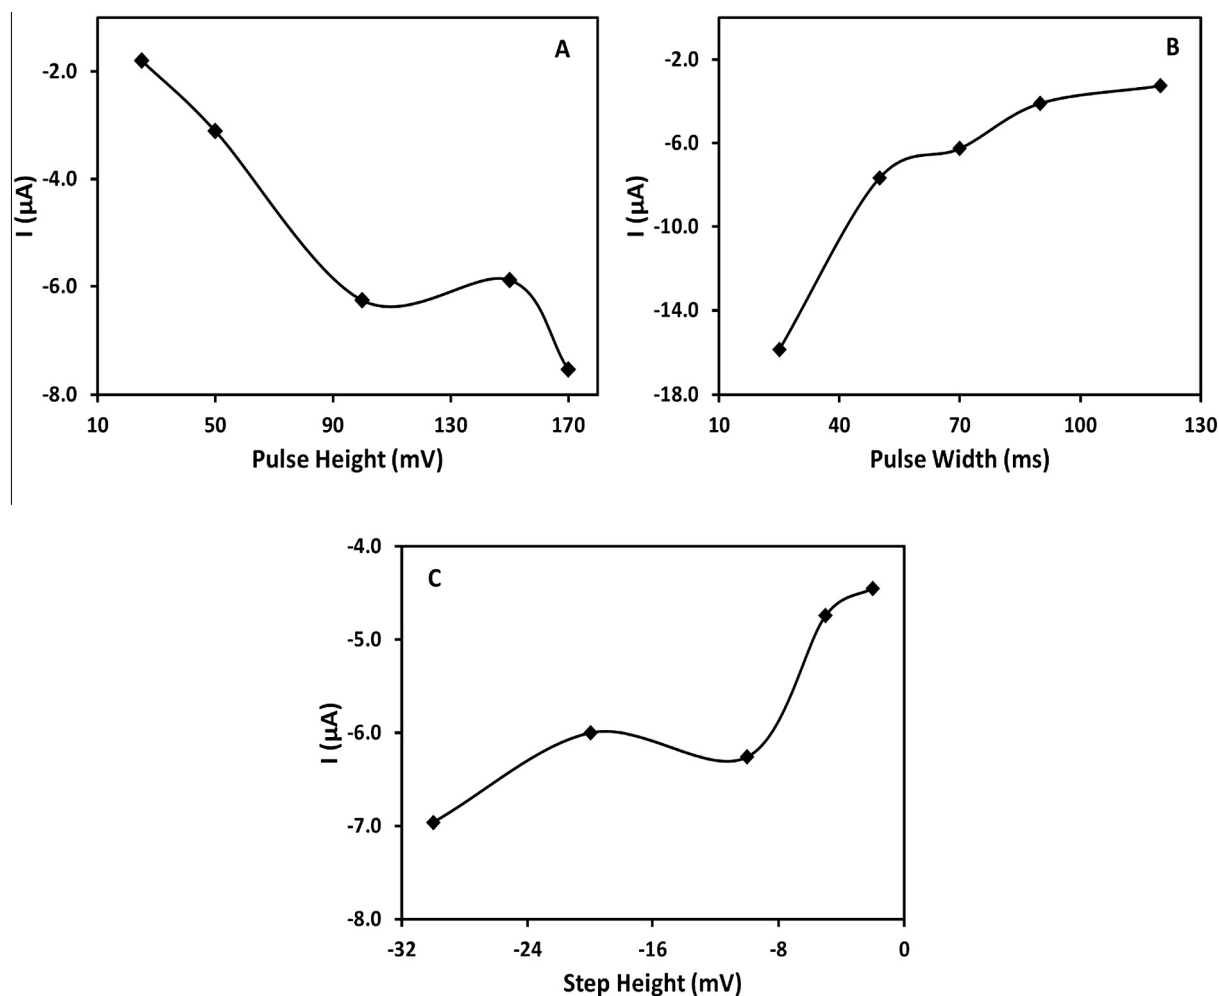 A
-2.0
-4.0
-6.0
-8.0
I (µA)
10 50 90 130 170
Pulse Height (mV)
B
-2.0
-6.0
-10.0
-14.0
-18.0
I (µA)
10 40 70 100 130
Pulse Width (ms)
C
-4.0
-5.0
-6.0
-7.0
-8.0
I (µA)
-32 -24 -16 -8 0
Step Height (mV)